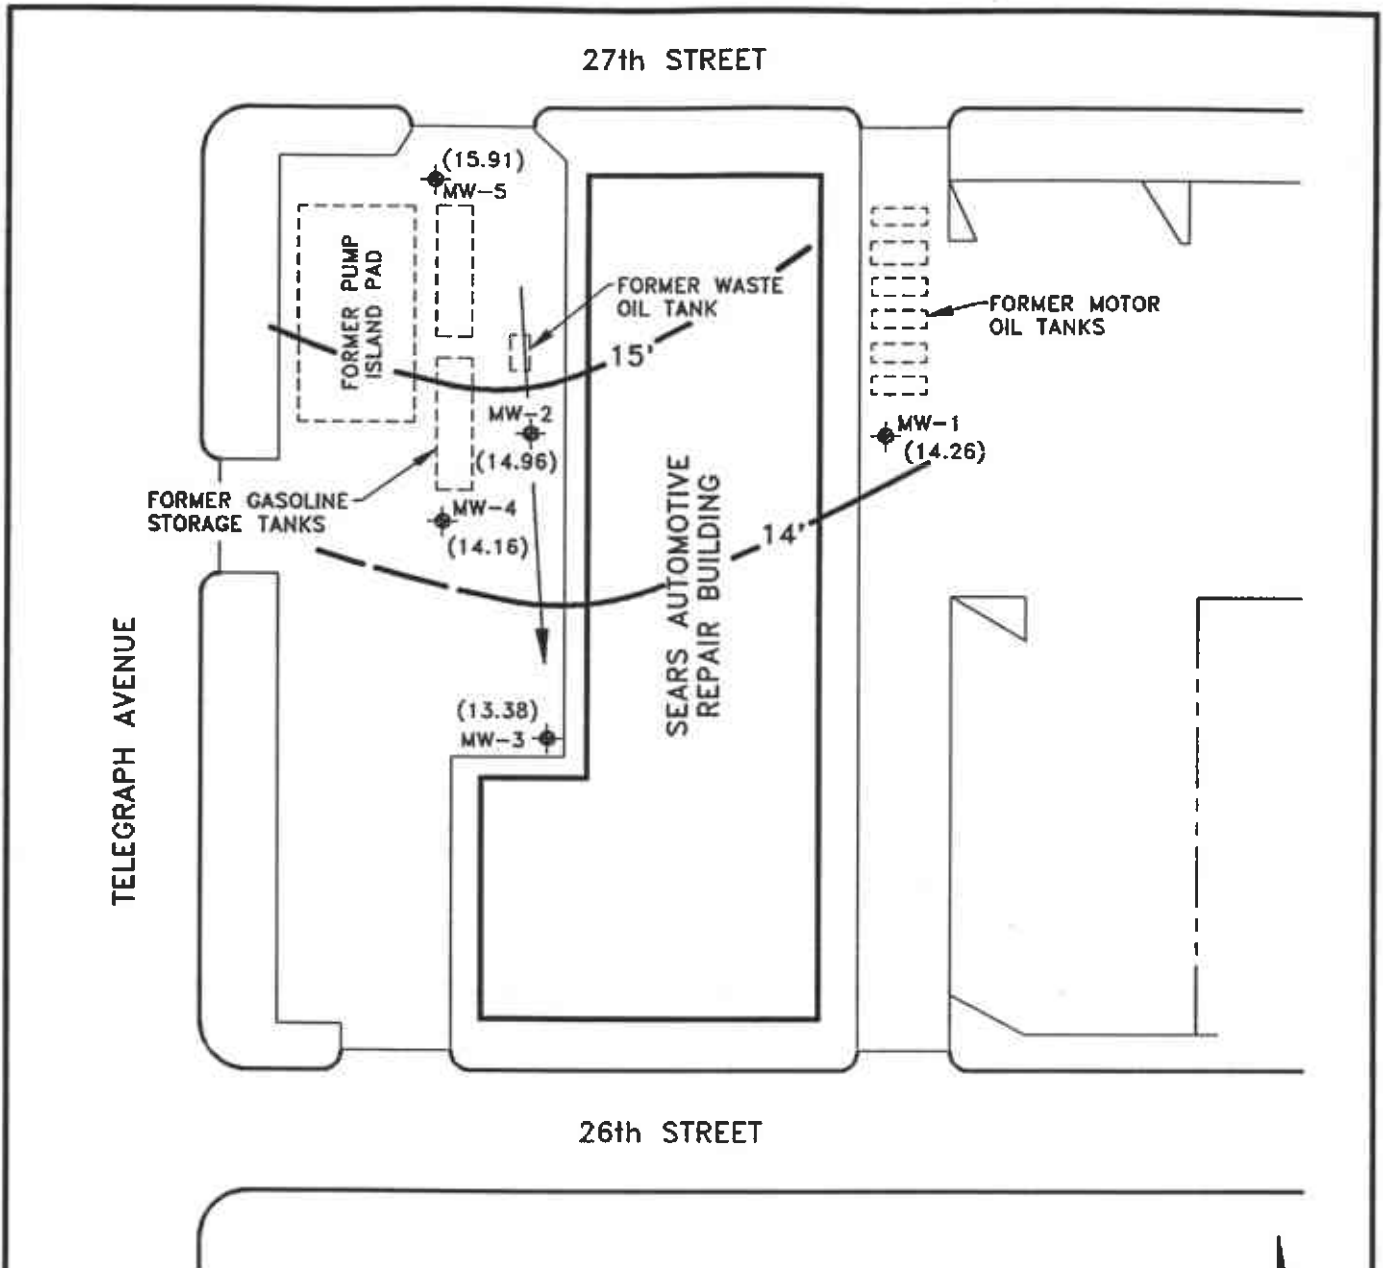 27th STREET
(15.91)
MW-5
FORMER PUMP
ISLAND PAD
FORMER WASTE
OIL TANK
FORMER MOTOR
OIL TANKS
15'
MW-2
(14.96)
MW-1
(14.26)
FORMER GASOLINE
STORAGE TANKS
MW-4
(14.16)
14'
SEARS AUTOMOTIVE
REPAIR BUILDING
TELEGRAPH AVENUE
(13.38)
MW-3
26th STREET